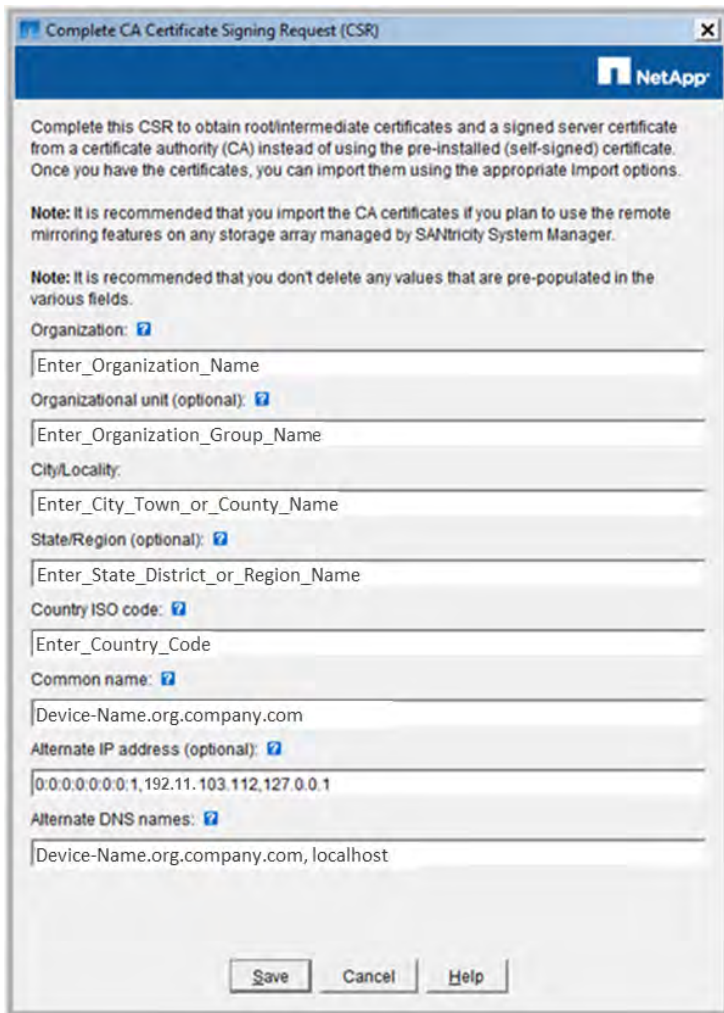 Complete CA Certificate Signing Request (CSR)
NetApp
Complete this CSR to obtain root/intermediate certificates and a signed server certificate
from a certificate authority (CA) instead of using the pre-installed (self-signed) certificate.
Once you have the certificates, you can import them using the appropriate Import options.
Note: It is recommended that you import the CA certificates if you plan to use the remote
mirroring features on any storage array managed by SANtricity System Manager.
Note: It is recommended that you don't delete any values that are pre-populated in the
various fields.
Organization: ?
Enter_Organization_Name
Organizational unit (optional): ?
Enter_Organization_Group_Name
City/Locality:
Enter_City_Town_or_County_Name
State/Region (optional): ?
Enter_State_District_or_Region_Name
Country ISO code: ?
Enter_Country_Code
Common name: ?
Device-Name.org.company.com
Alternate IP address (optional): ?
0:0:0:0:0:0:0:1,192.11.103.112,127.0.0.1
Alternate DNS names: ?
Device-Name.org.company.com, localhost
Save Cancel Help